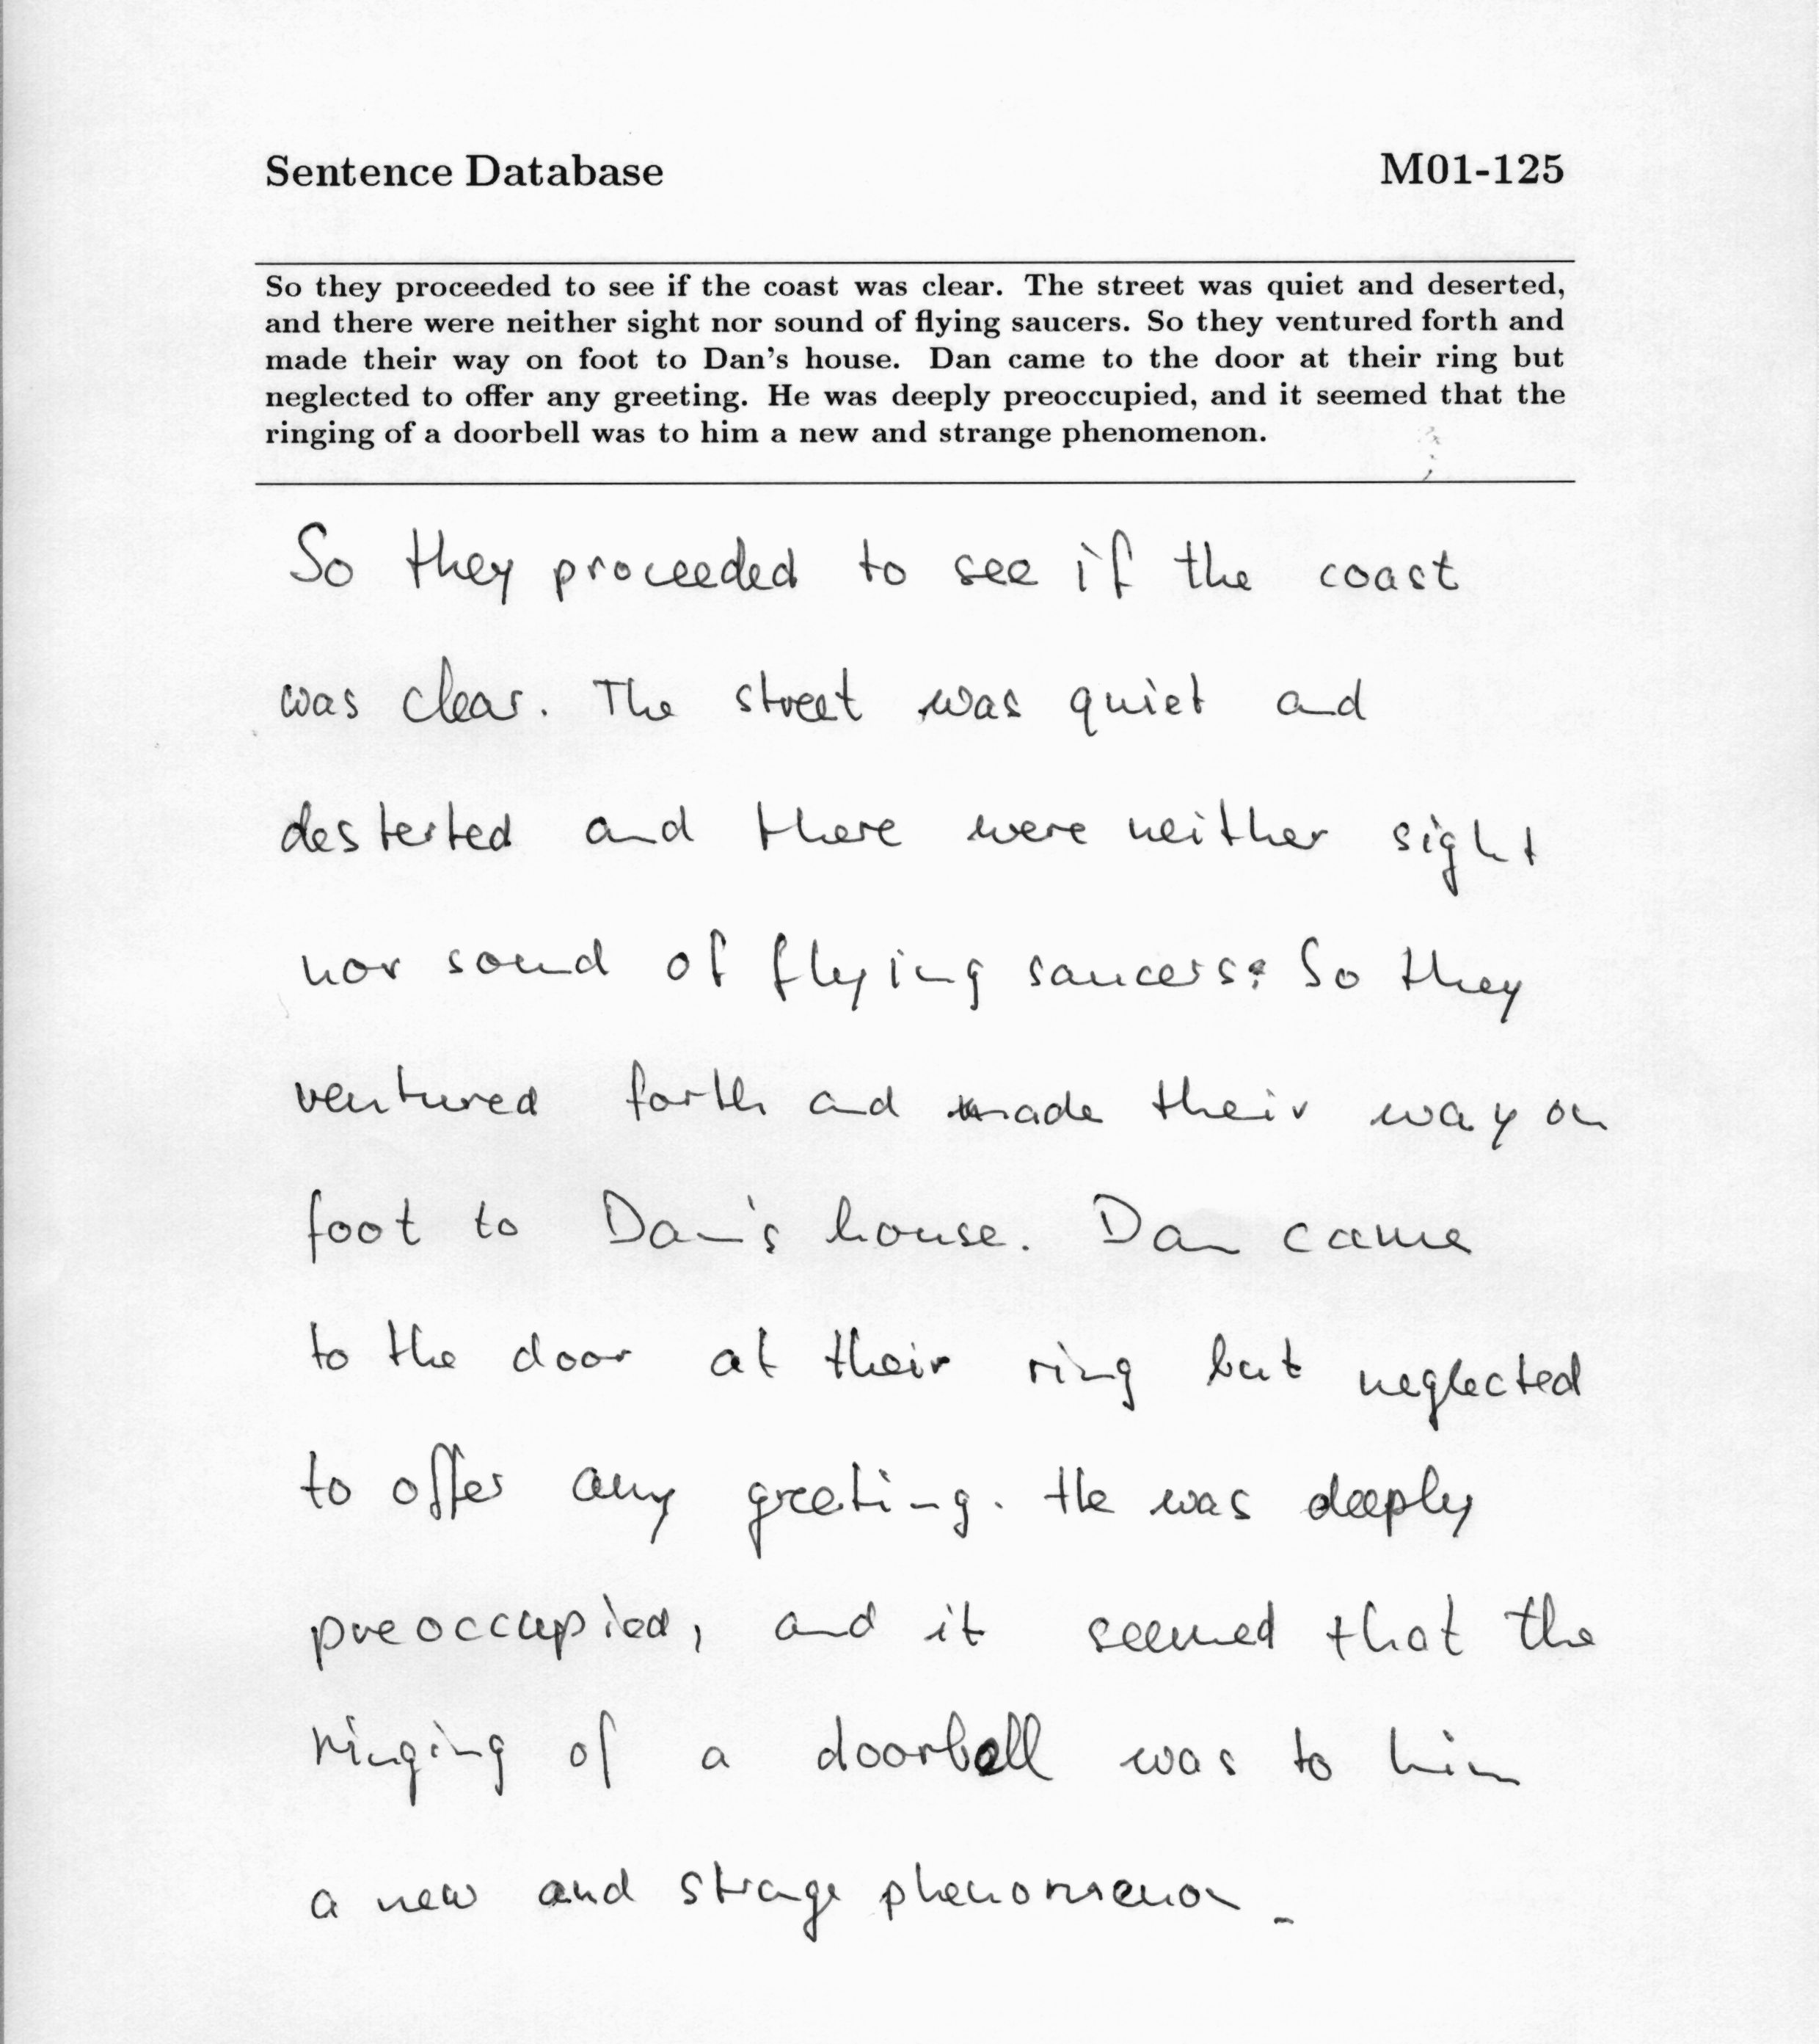 Sentence Database M01-125
So they proceeded to see if the coast was clear. The street was quiet and deserted,
and there were neither sight nor sound of flying saucers. So they ventured forth and
made their way on foot to Dan's house. Dan came to the door at their ring but
neglected to offer any greeting. He was deeply preoccupied, and it seemed that the
ringing of a doorbell was to him a new and strange phenomenon.
So they proceeded to see if the coast
was clear. The street was quiet and
desterted and there were neither sight
nor sound of flying saucers. So they
ventured forth and made their way on
foot to Dan's house. Dan came
to the door at their ring but neglected
to offer any greeting. He was deeply
preoccupied, and it seemed that the
ringing of a doorbell was to him
a new and strange phenomenon.